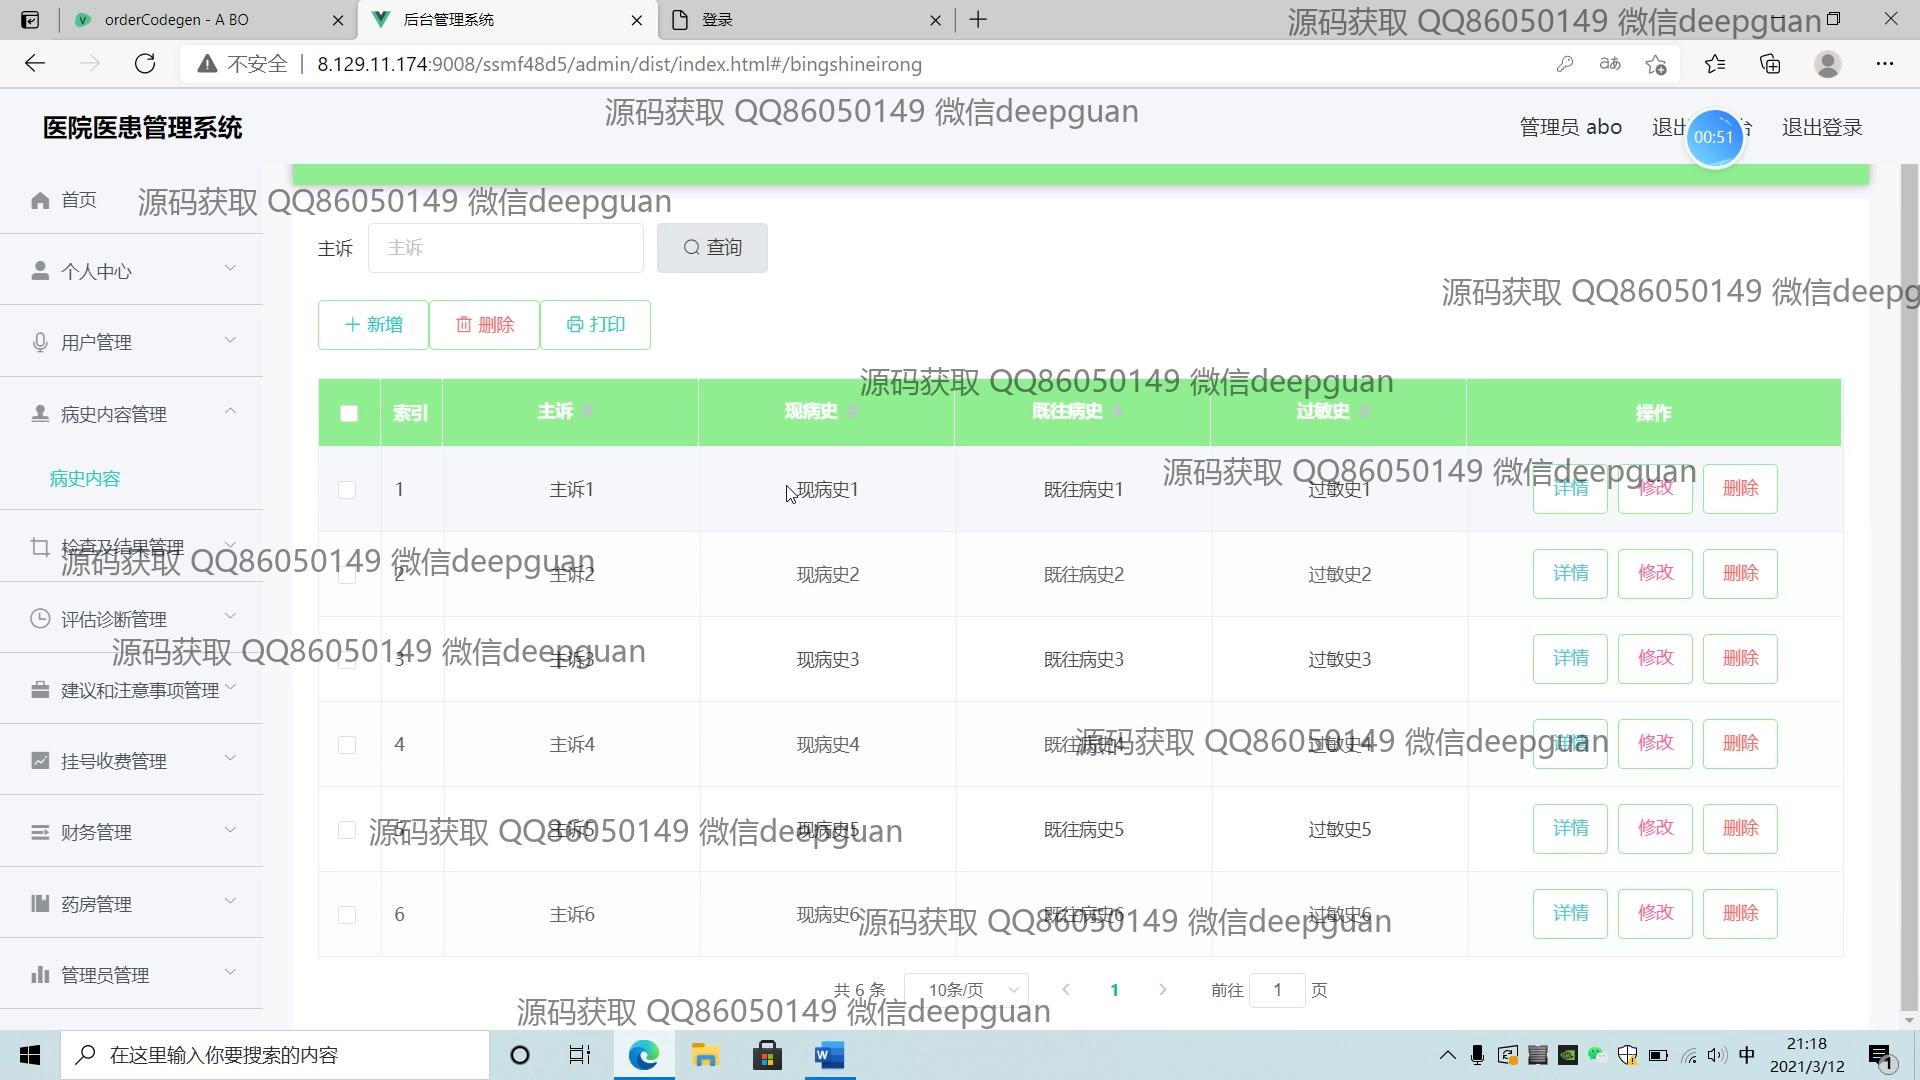 orderCodegen - A BO
后台管理系统
登录
源码获取 QQ86050149 微信deepguan
不安全
8.129.11.174:9008/ssmf48d5/admin/dist/index.html#/bingshineirong
源码获取 QQ86050149 微信deepguan
医院医患管理系统
管理员 abo
退出
台
00:51
退出登录
首页
源码获取 QQ86050149 微信deepguan
主诉
主诉
查询
个人中心
源码获取 QQ86050149 微信deepg
新增
删除
打印
用户管理
源码获取 QQ86050149 微信deepguan
病史内容管理
索引
主诉
现病史
既往病史
过敏史
操作
源码获取 QQ86050149 微信deepguan
病史内容
1
主诉1
现病史1
既往病史1
过敏史1
详情
修改
删除
检查及结果管理
源码获取 QQ86050149 微信deepguan
2
主诉2
现病史2
既往病史2
过敏史2
详情
修改
删除
评估诊断管理
源码获取 QQ86050149 微信deepguan
3
主诉3
现病史3
既往病史3
过敏史3
详情
修改
删除
建议和注意事项管理
4
主诉4
现病史4
既往病史4
过敏史4
详情
修改
删除
源码获取 QQ86050149 微信deepguan
挂号收费管理
5
主诉5
现病史5
既往病史5
过敏史5
详情
修改
删除
源码获取 QQ86050149 微信deepguan
财务管理
6
主诉6
现病史6
既往病史6
过敏史6
详情
修改
删除
源码获取 QQ86050149 微信deepguan
药房管理
管理员管理
共 6 条
10条/页
1
前往
1
页
源码获取 QQ86050149 微信deepguan
在这里输入你要搜索的内容
中
21:18
2021/3/12
1